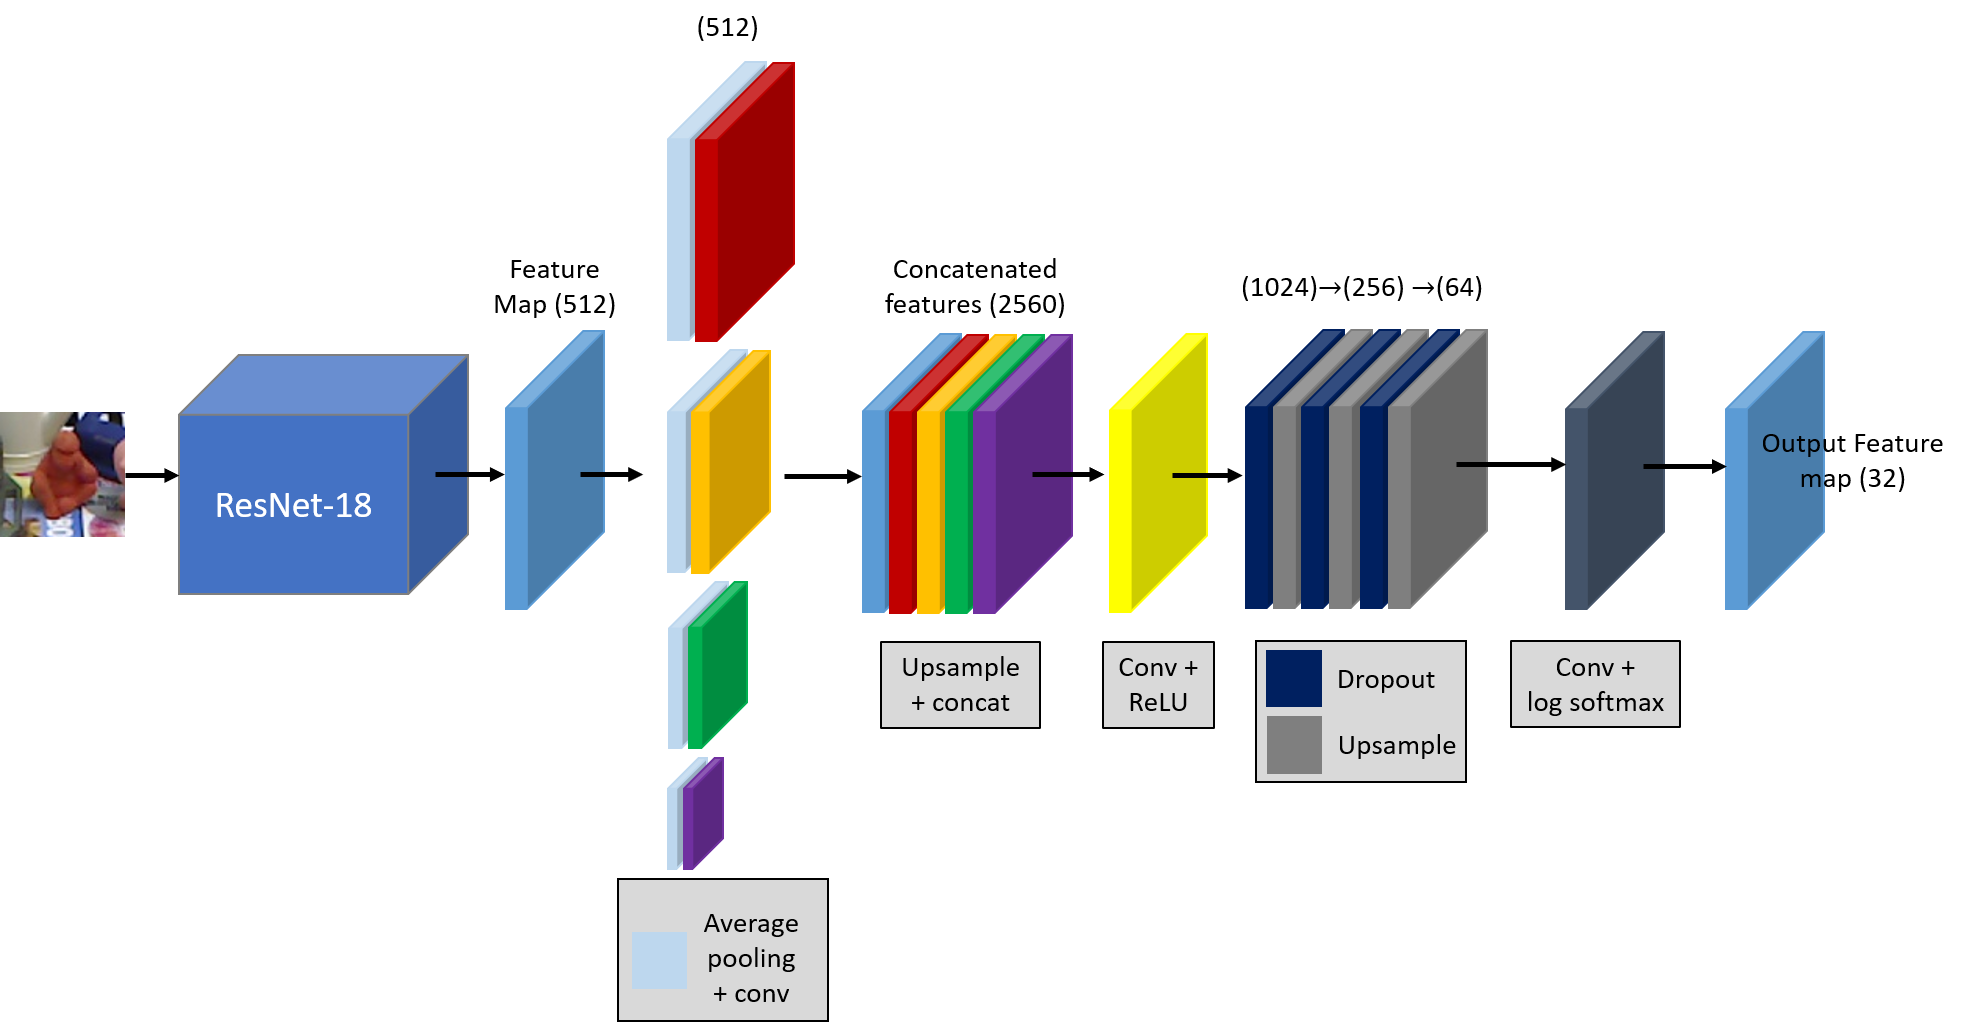 (512)
Feature
Map (512)
Concatenated
features (2560)
(1024)→(256) →(64)
ResNet-18
Output Feature
map (32)
Upsample
+ concat
Conv +
ReLU
Dropout
Upsample
Conv +
log softmax
Average
pooling
+ conv